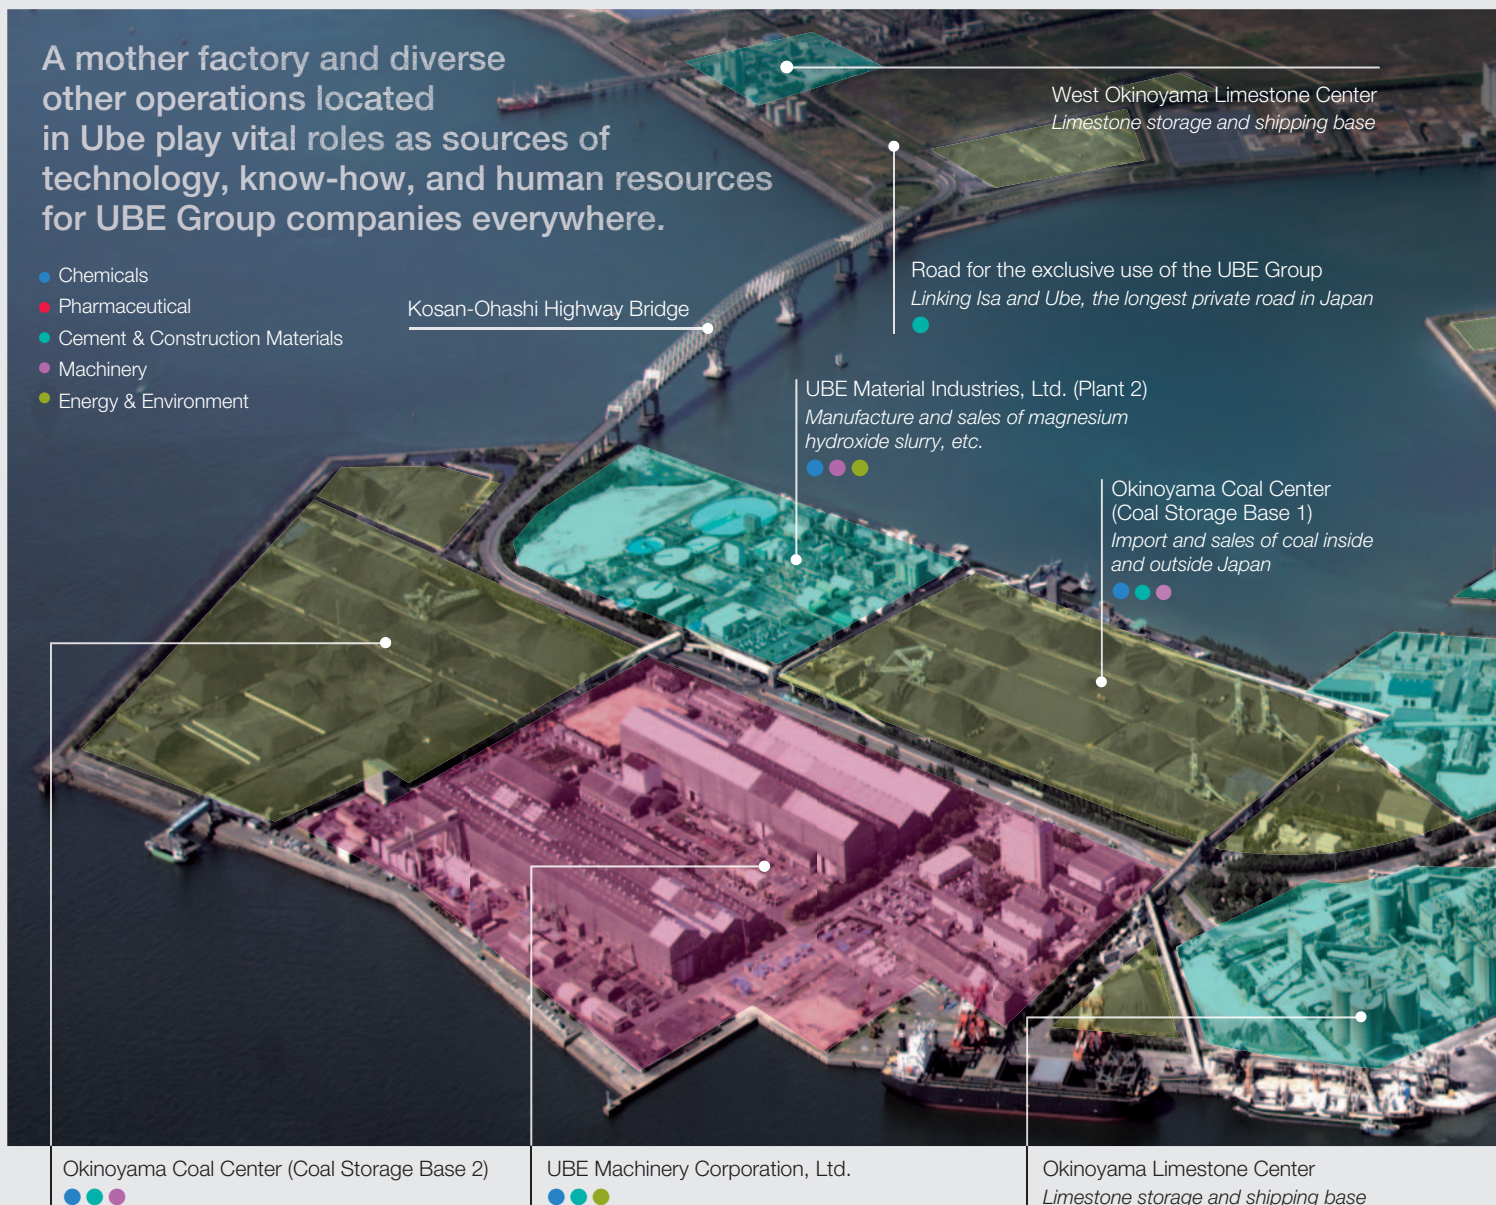 A mother factory and diverse
other operations located
in Ube play vital roles as sources of
technology, know-how, and human resources
for UBE Group companies everywhere.
Chemicals
Pharmaceutical
Cement & Construction Materials
Machinery
Energy & Environment
West Okinoyama Limestone Center
Limestone storage and shipping base
Kosan-Ohashi Highway Bridge
Road for the exclusive use of the UBE Group
Linking Isa and Ube, the longest private road in Japan
UBE Material Industries, Ltd. (Plant 2)
Manufacture and sales of magnesium
hydroxide slurry, etc.
Okinoyama Coal Center
(Coal Storage Base 1)
Import and sales of coal inside
and outside Japan
Okinoyama Coal Center (Coal Storage Base 2)
UBE Machinery Corporation, Ltd.
Okinoyama Limestone Center
Limestone storage and shipping base